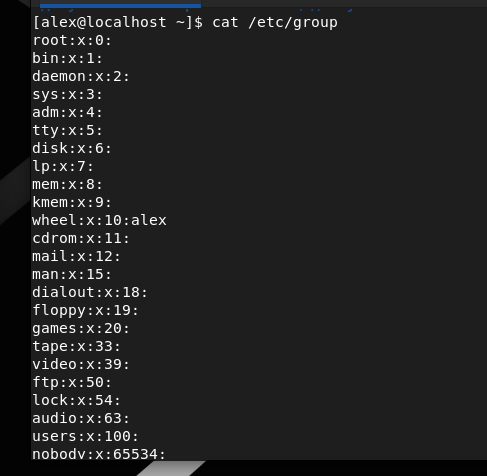 [alex@localhost ~]$ cat /etc/group
root:x:0:
bin:x:1:
daemon:x:2:
sys:x:3:
adm:x:4:
tty:x:5:
disk:x:6:
lp:x:7:
mem:x:8:
kmem:x:9:
wheel:x:10:alex
cdrom:x:11:
mail:x:12:
man:x:15:
dialout:x:18:
floppy:x:19:
games:x:20:
tape:x:33:
video:x:39:
ftp:x:50:
lock:x:54:
audio:x:63:
users:x:100:
nobody:x:65534: